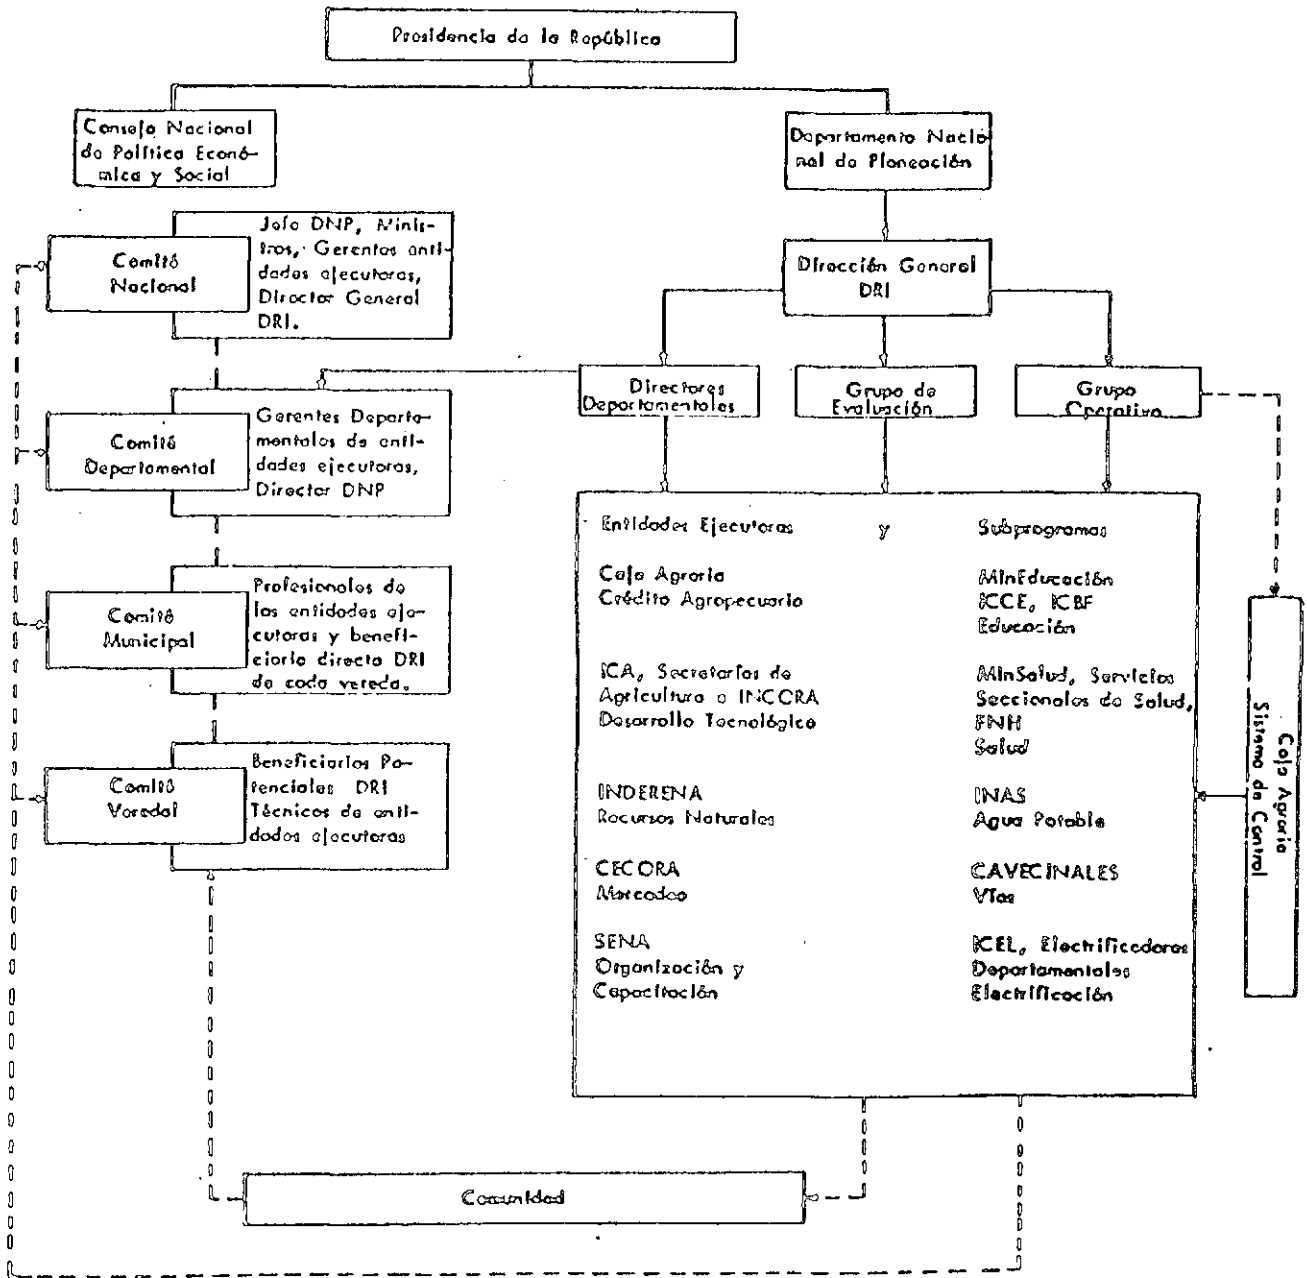 Presidencia de la República
Consejo Nacional
de Política Econó-
mica y Social
Departamento Nacio-
nal de Planeación
Comité
Nacional
Jefe DNP, Minis-
tros, Gerentes enti-
dades ejecutoras,
Director General
DRI.
Dirección General
DRI
Directores
Departamentales
Grupo de
Evaluación
Grupo
Operativo
Comité
Departamental
Gerentes Departa-
mentales de enti-
dades ejecutoras,
Director DNP
Comité
Municipal
Profesionales de
las entidades eje-
cutoras y benefi-
ciario directo DRI
de cada vereda.
Comité
Veredal
Beneficiarios Po-
tenciales DRI
Técnicos de enti-
dades ejecutoras
Entidades Ejecutoras y Subprogramas
Caja Agraria
Crédito Agropecuario
ICA, Secretarías de
Agricultura o INCORA
Desarrollo Tecnológico
INDERENA
Recursos Naturales
CECORA
Mercadeo
SENA
Organización y
Capacitación
MinEducación
ICCE, ICBF
Educación
MinSalud, Servicios
Seccionales de Salud,
FNH
Salud
INAS
Agua Potable
CAVECINALES
Vías
ICEL, Electrificadoras
Departamentales
Electrificación
Caja Agraria
Sistema de Control
Comunidad